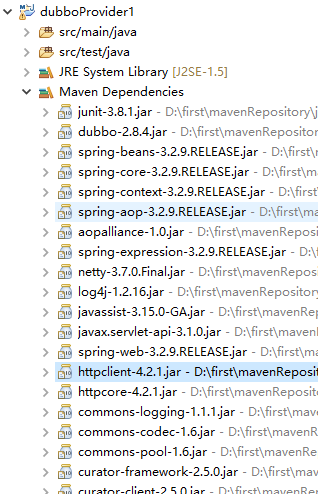 dubboProvider1
src/main/java
src/test/java
JRE System Library [J2SE-1.5]
Maven Dependencies
junit-3.8.1.jar - D:\first\mavenRepository\j
dubbo-2.8.4.jar - D:\first\mavenRepository\
spring-beans-3.2.9.RELEASE.jar - D:\first\
spring-core-3.2.9.RELEASE.jar - D:\first\m
spring-context-3.2.9.RELEASE.jar - D:\first
spring-aop-3.2.9.RELEASE.jar - D:\first\ma
aopalliance-1.0.jar - D:\first\mavenReposi
spring-expression-3.2.9.RELEASE.jar - D:\f
netty-3.7.0.Final.jar - D:\first\mavenRepo
log4j-1.2.16.jar - D:\first\mavenRepository
javassist-3.15.0-GA.jar - D:\first\mavenRe
javax.servlet-api-3.1.0.jar - D:\first\maven
spring-web-3.2.9.RELEASE.jar - D:\first\m
httpclient-4.2.1.jar - D:\first\mavenReposi
httpcore-4.2.1.jar - D:\first\mavenReposit
commons-logging-1.1.1.jar - D:\first\mav
commons-codec-1.6.jar - D:\first\mavenR
commons-pool-1.6.jar - D:\first\mavenRe
curator-framework-2.5.0.jar - D:\first\ma
curator-client-2.5.0.jar - D:\first\maven